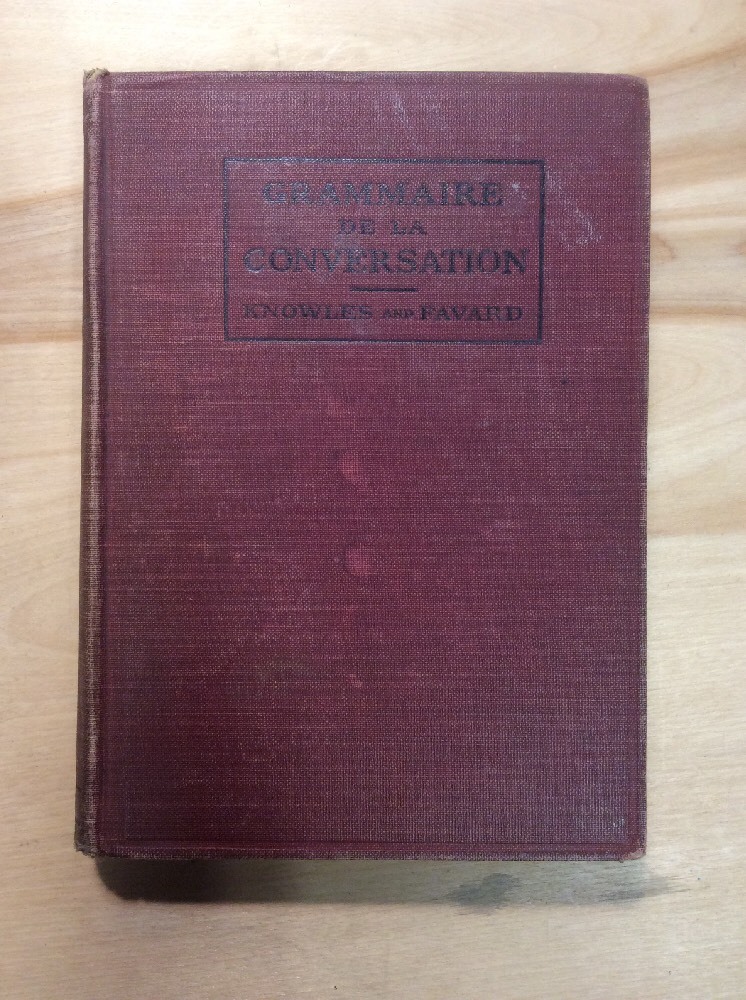 GRAMMAIRE
DE LA
CONVERSATION
KNOWLES AND FAVARD